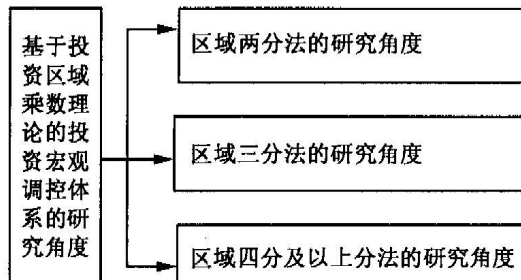 基于投
资区域
乘数理
论的投
资宏观
调控体
系的研
究角度
区域两分法的研究角度
区域三分法的研究角度
区域四分及以上分法的研究角度